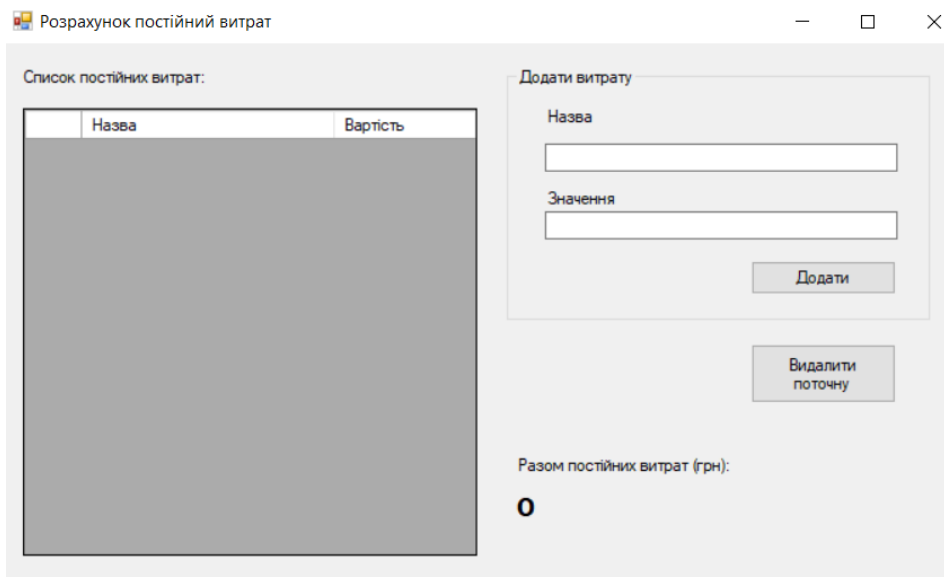 Розрахунок постійний витрат
Список постійних витрат:
Назва Вартість
Додати витрату
Назва
Значення
Додати
Видалити
поточну
Разом постійних витрат (грн):
0